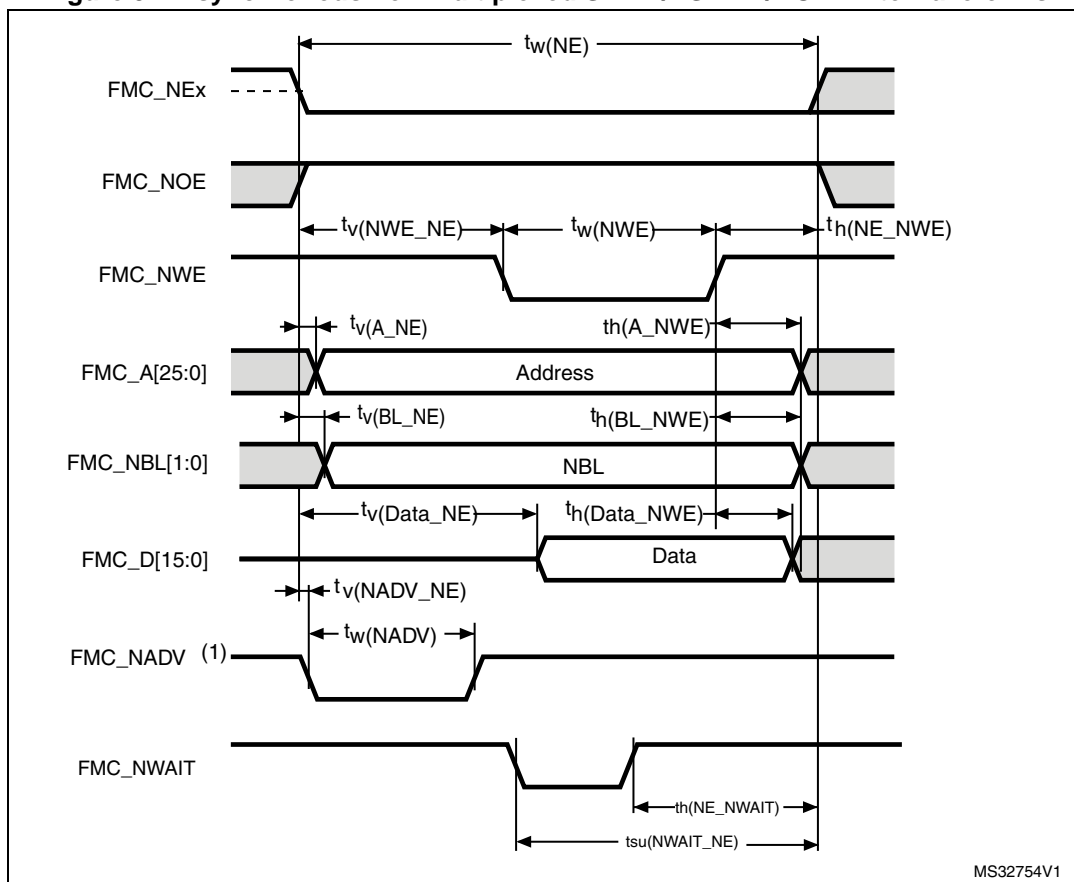 tw(NE)
FMC_NEx
FMC_NOE
tv(NWE_NE)
tw(NWE)
th(NE_NWE)
FMC_NWE
tv(A_NE)
th(A_NWE)
FMC_A[25:0]
Address
tv(BL_NE)
th(BL_NWE)
FMC_NBL[1:0]
NBL
tv(Data_NE)
th(Data_NWE)
FMC_D[15:0]
Data
tv(NADV_NE)
tw(NADV)
FMC_NADV (1)
FMC_NWAIT
th(NE_NWAIT)
tsu(NWAIT_NE)
MS32754V1